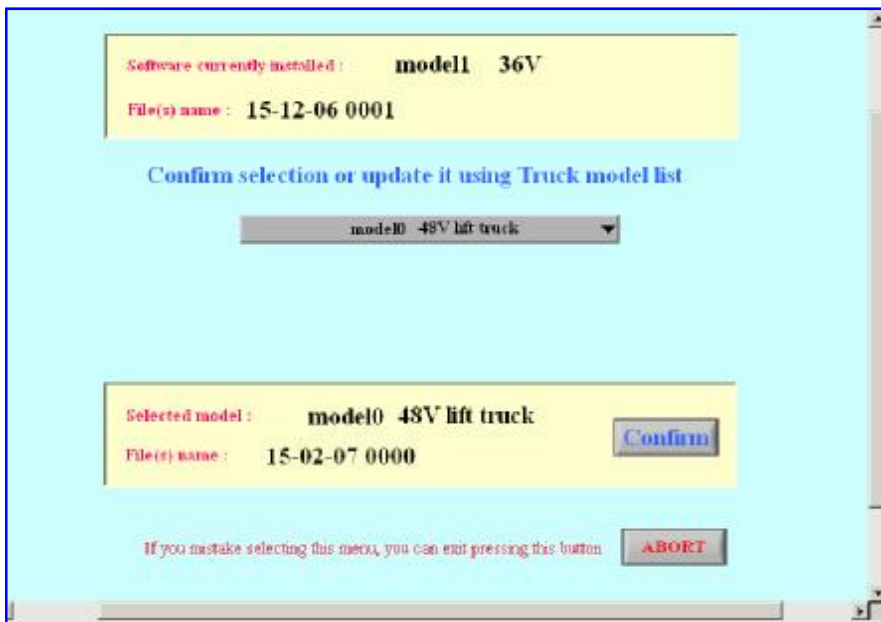 Software currently installed : model1 36V
File(s) name : 15-12-06 0001
Confirm selection or update it using Truck model list
model0 48V lift truck
Selected model : model0 48V lift truck
Confirm
File(s) name : 15-02-07 0000
If you mistake selecting this menu, you can exit pressing this button ABORT